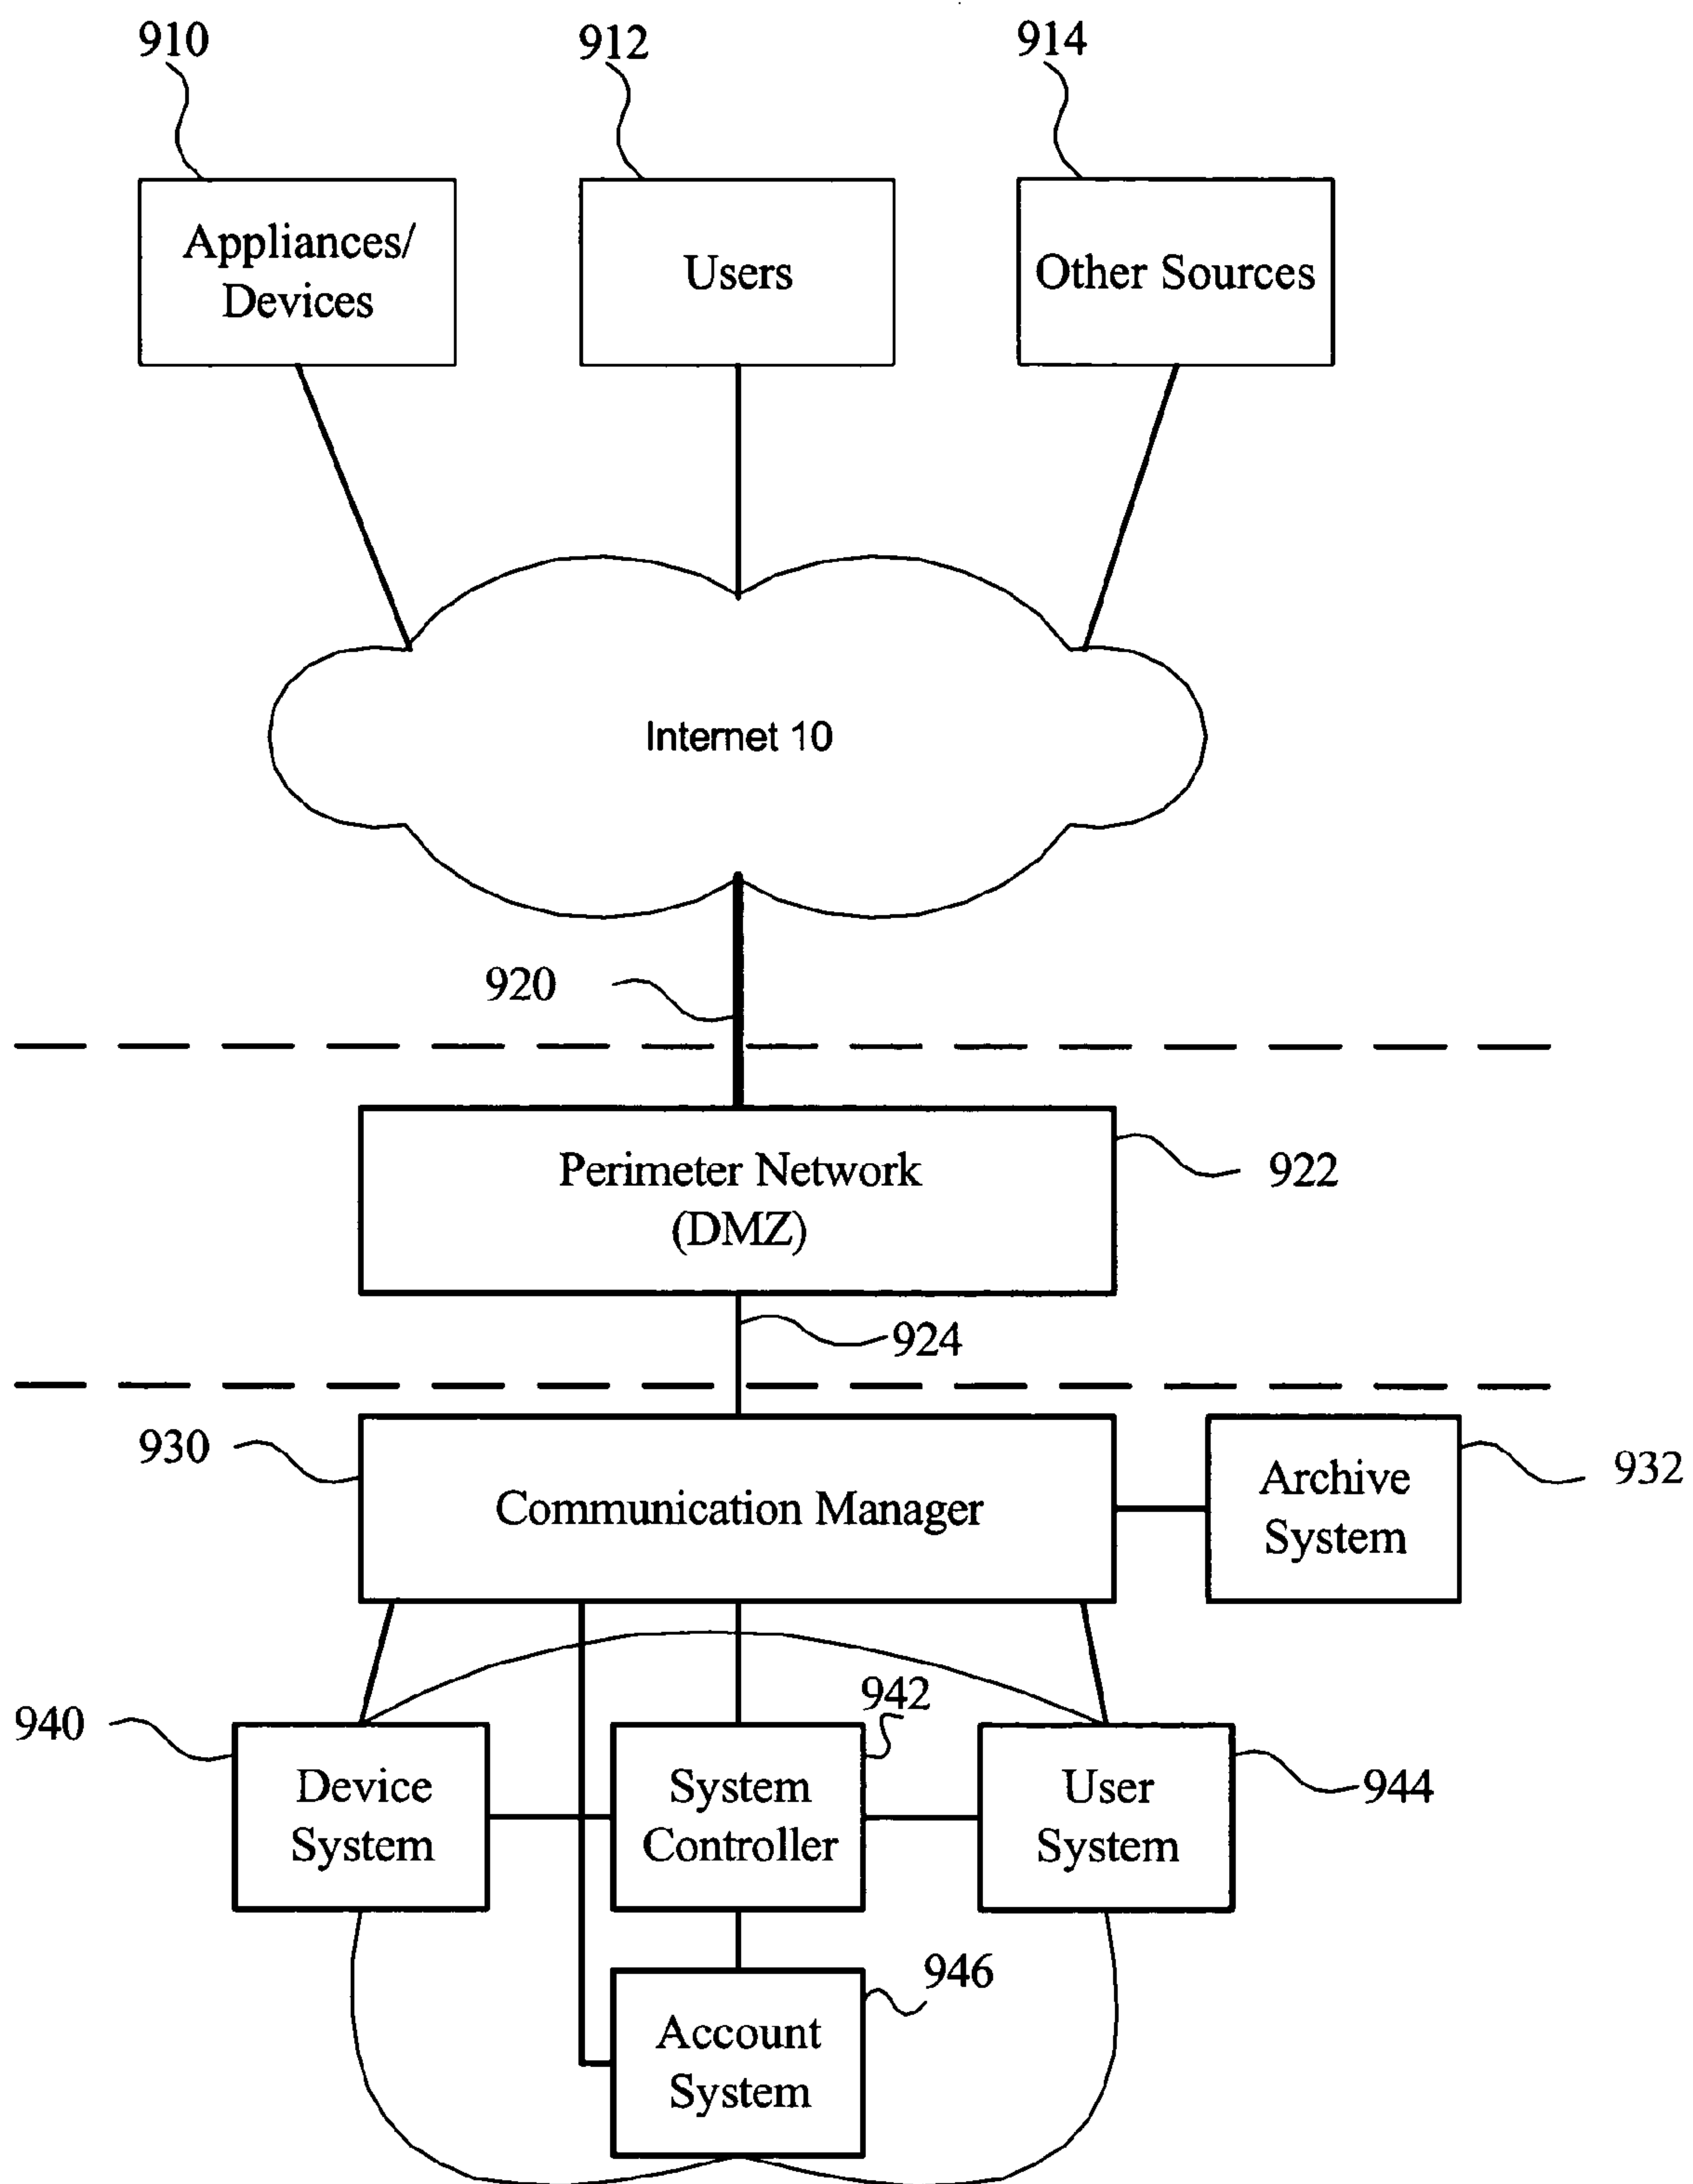 910
912
914
Appliances/
Devices
Users
Other Sources
Internet 10
920
Perimeter Network
(DMZ)
922
924
930
Communication Manager
Archive
System
932
940
942
Device
System
System
Controller
User
System
944
946
Account
System